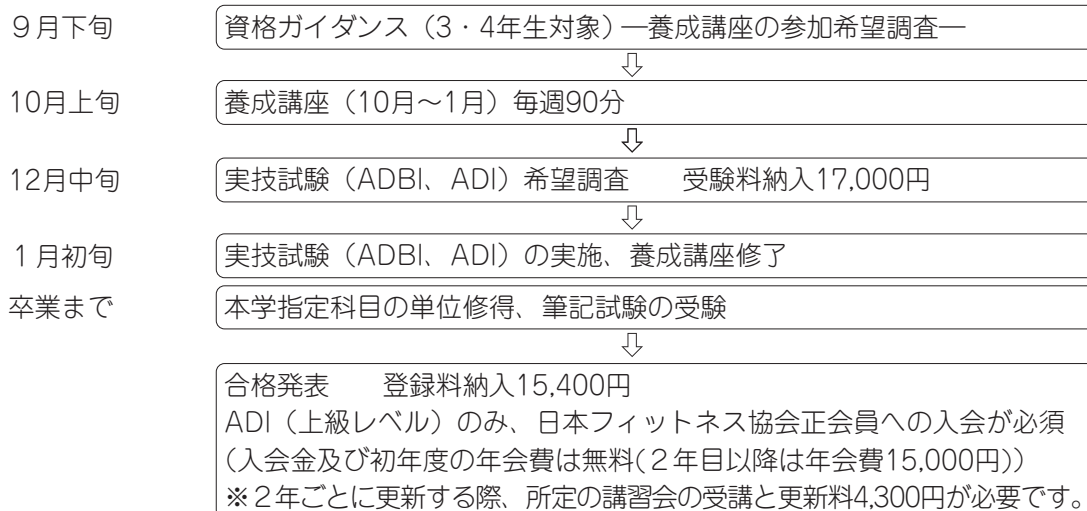 ９月下旬 資格ガイダンス（3・4年生対象）―養成講座の参加希望調査―
⇩
10月上旬 養成講座（10月～1月）毎週90分
⇩
12月中旬 実技試験（ADBI、ADI）希望調査　　受験料納入17,000円
⇩
１月初旬 実技試験（ADBI、ADI）の実施、養成講座修了
卒業まで 本学指定科目の単位修得、筆記試験の受験
⇩
合格発表　　登録料納入15,400円
ADI（上級レベル）のみ、日本フィットネス協会正会員への入会が必須
(入会金及び初年度の年会費は無料(２年目以降は年会費15,000円))
※２年ごとに更新する際、所定の講習会の受講と更新料4,300円が必要です。